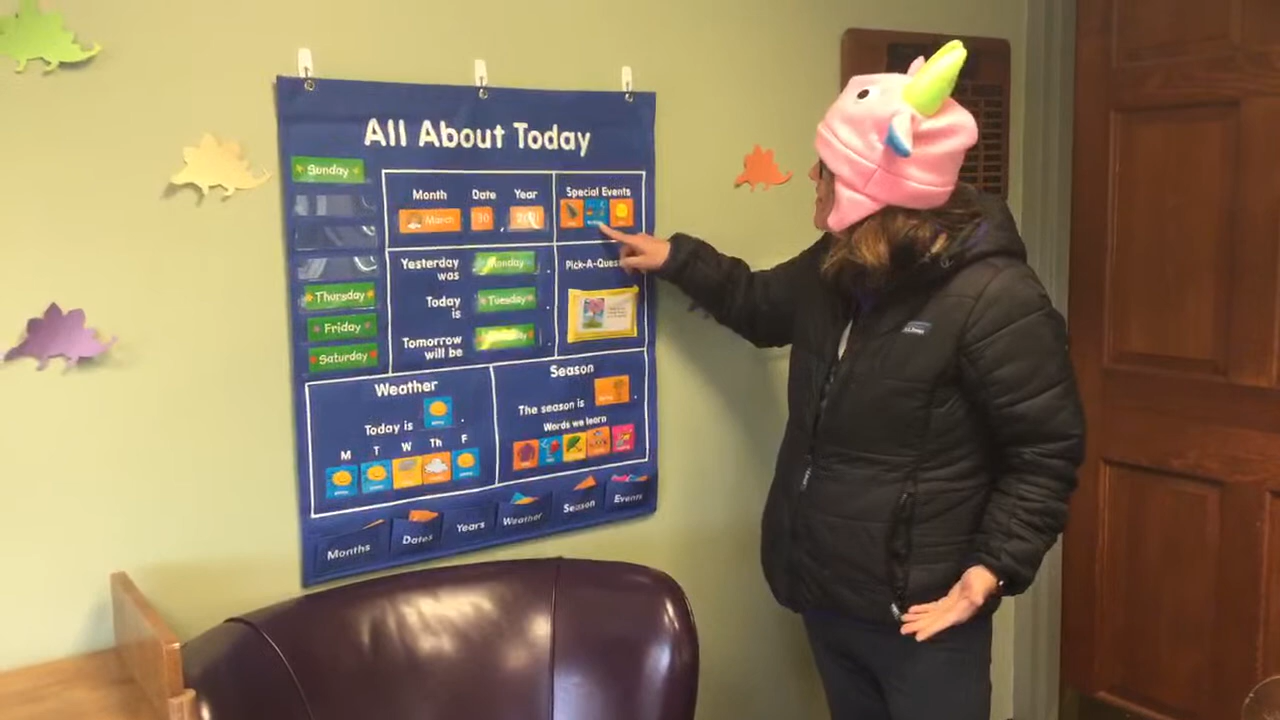 All About Today
Sunday
Thursday
Friday
Saturday
Month Date Year
March 30 2021
Special Events
Yesterday was Monday .
Today is Tuesday .
Tomorrow will be
Pick-A-Ques
Weather
Today is .
M T W Th F
Season
The season is .
Words we learn
Months Dates Years Weather Season Events